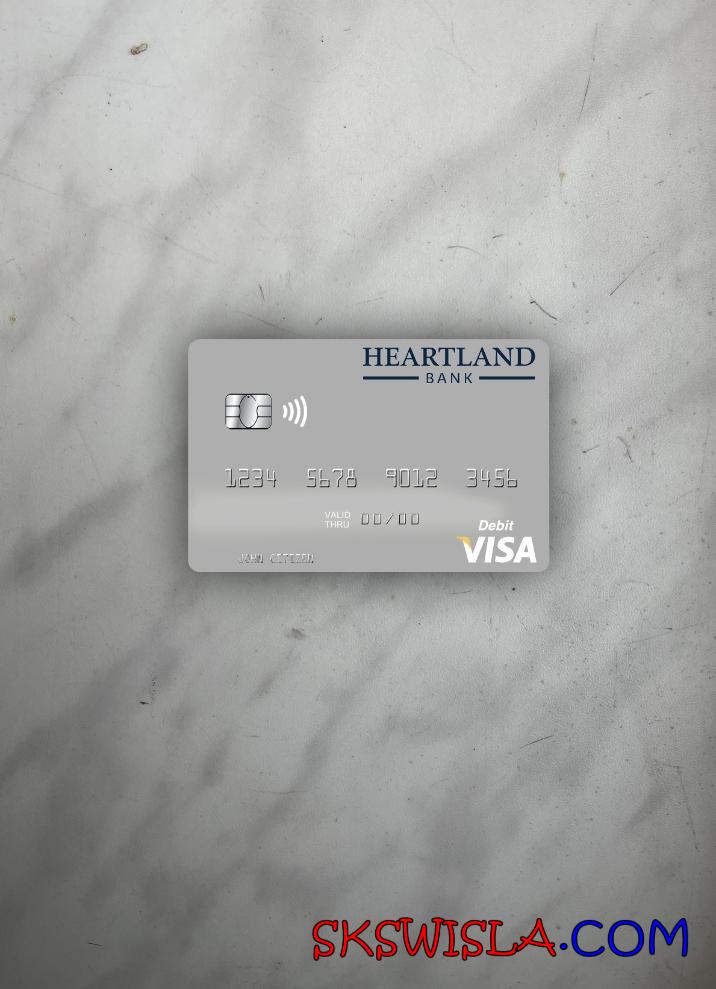 HEARTLAND
BANK
1234 5678 9012 3456
VALID
THRU 00/00
Debit
VISA
JOHN CITIZEN
SKSWISLA.COM